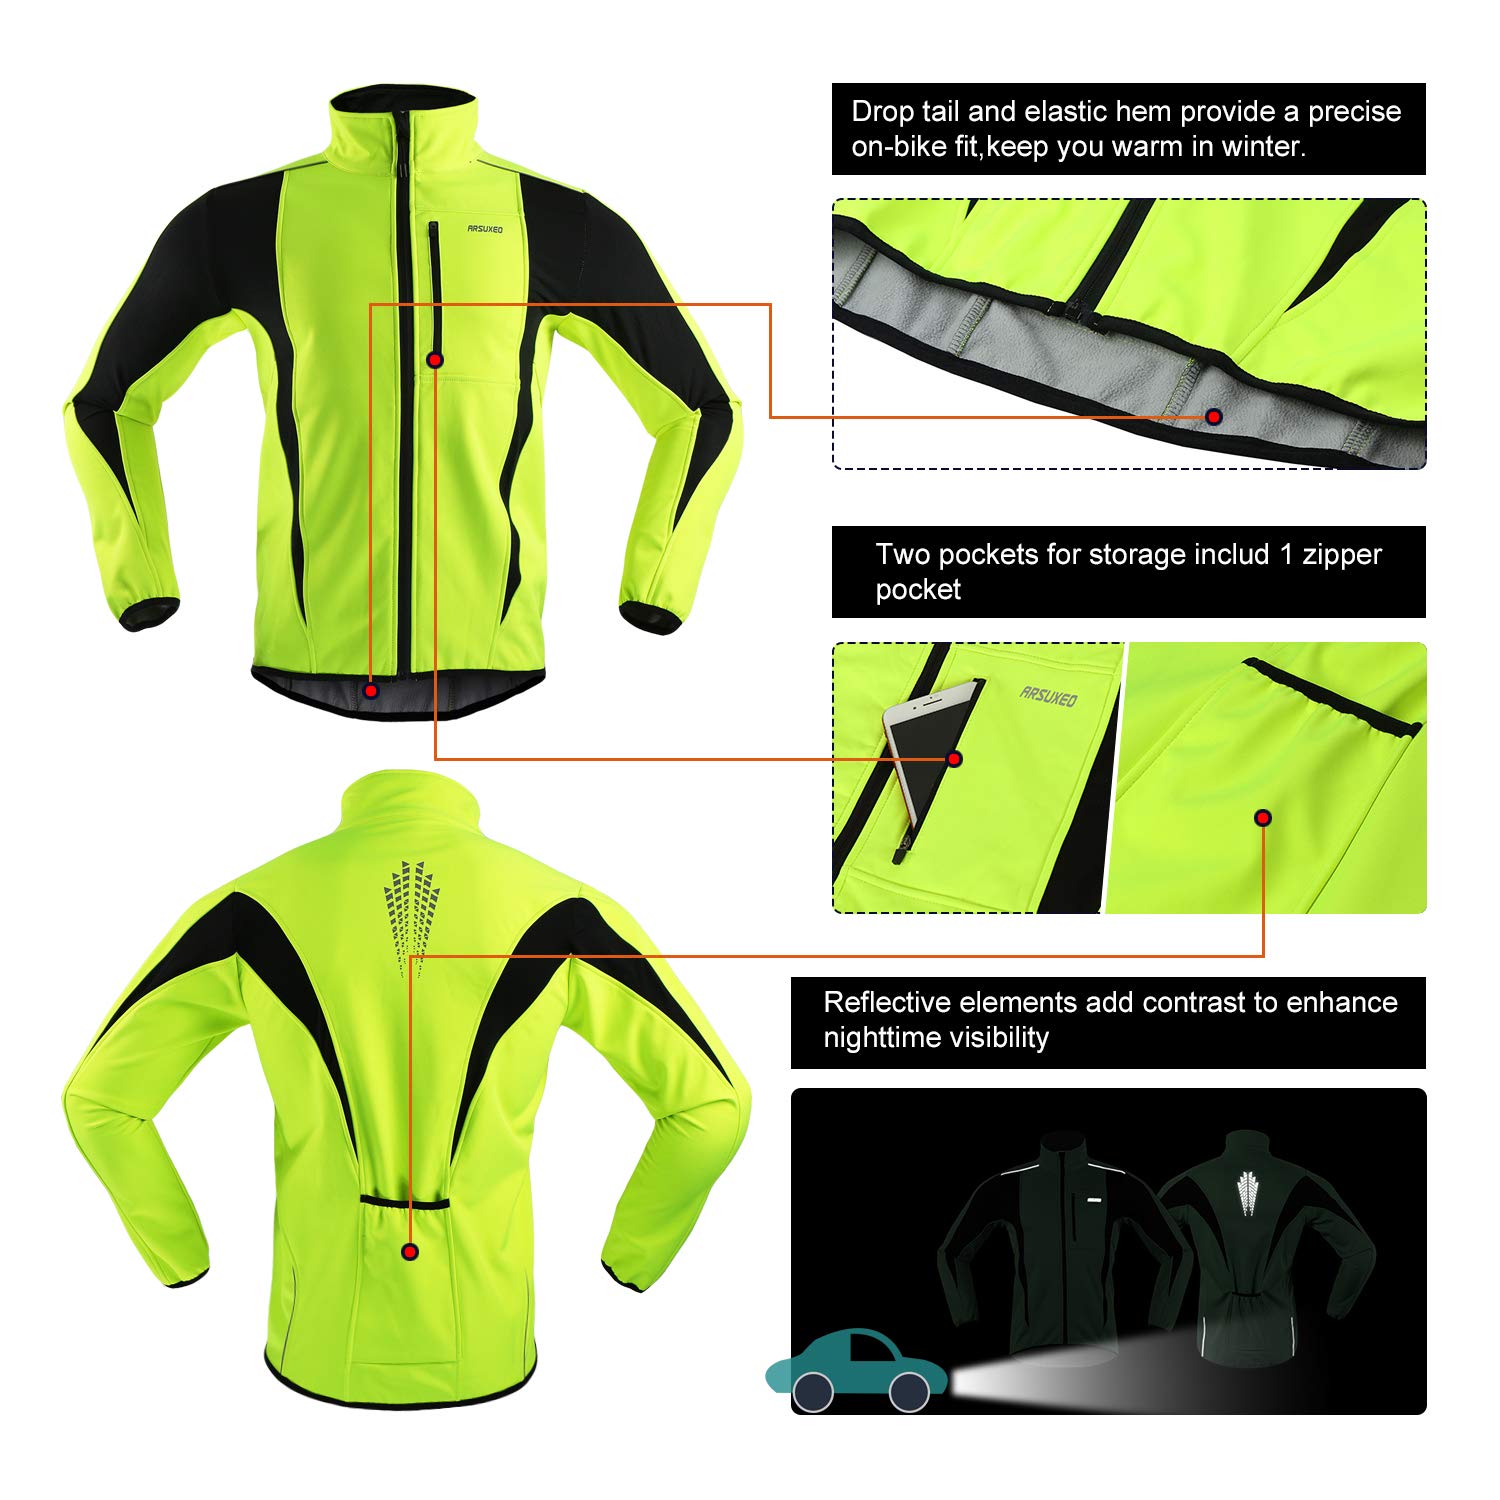 Drop tail and elastic hem provide a precise
on-bike fit,keep you warm in winter.
ARSUXEO
Two pockets for storage includ 1 zipper
pocket
ARSUXEO
Reflective elements add contrast to enhance
nighttime visibility
ARSUXEO